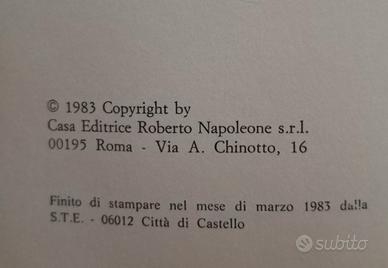 © 1983 Copyright by
Casa Editrice Roberto Napoleone s.r.l.
00195 Roma - Via A. Chinotto, 16
Finito di stampare nel mese di marzo 1983 dalla
S.T.E. - 06012 Città di Castello
subito